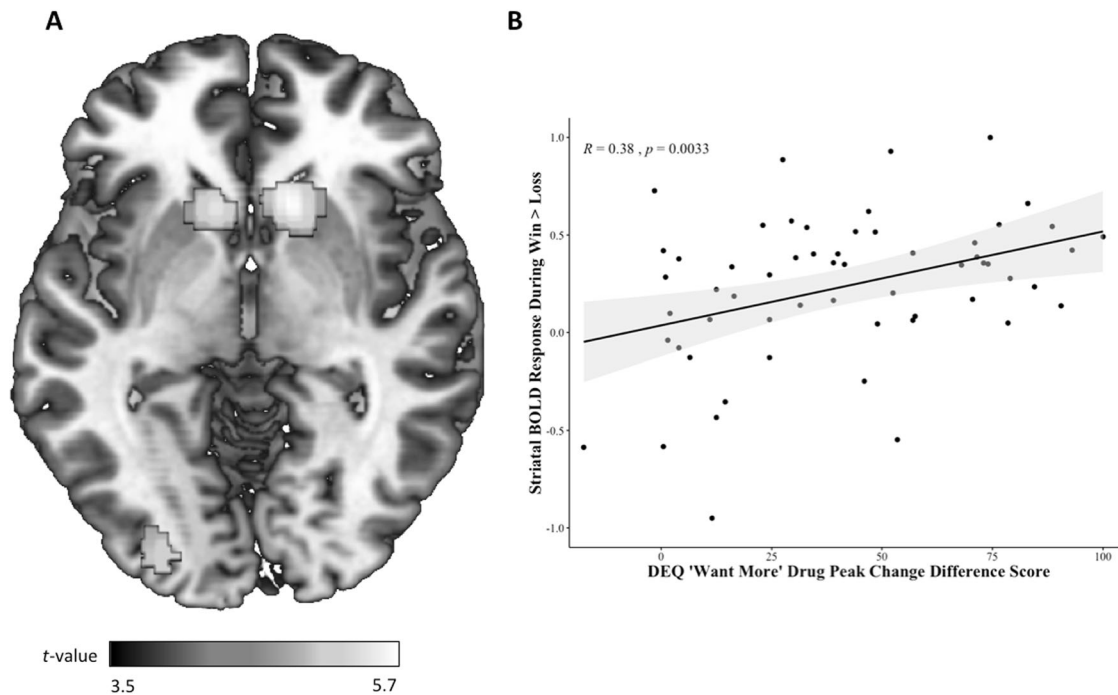 A
t-value
3.5 5.7
B
R = 0.38 , p = 0.0033
Striatal BOLD Response During Win > Loss
1.0
0.5
0.0
-0.5
-1.0
0 25 50 75 100
DEQ 'Want More' Drug Peak Change Difference Score